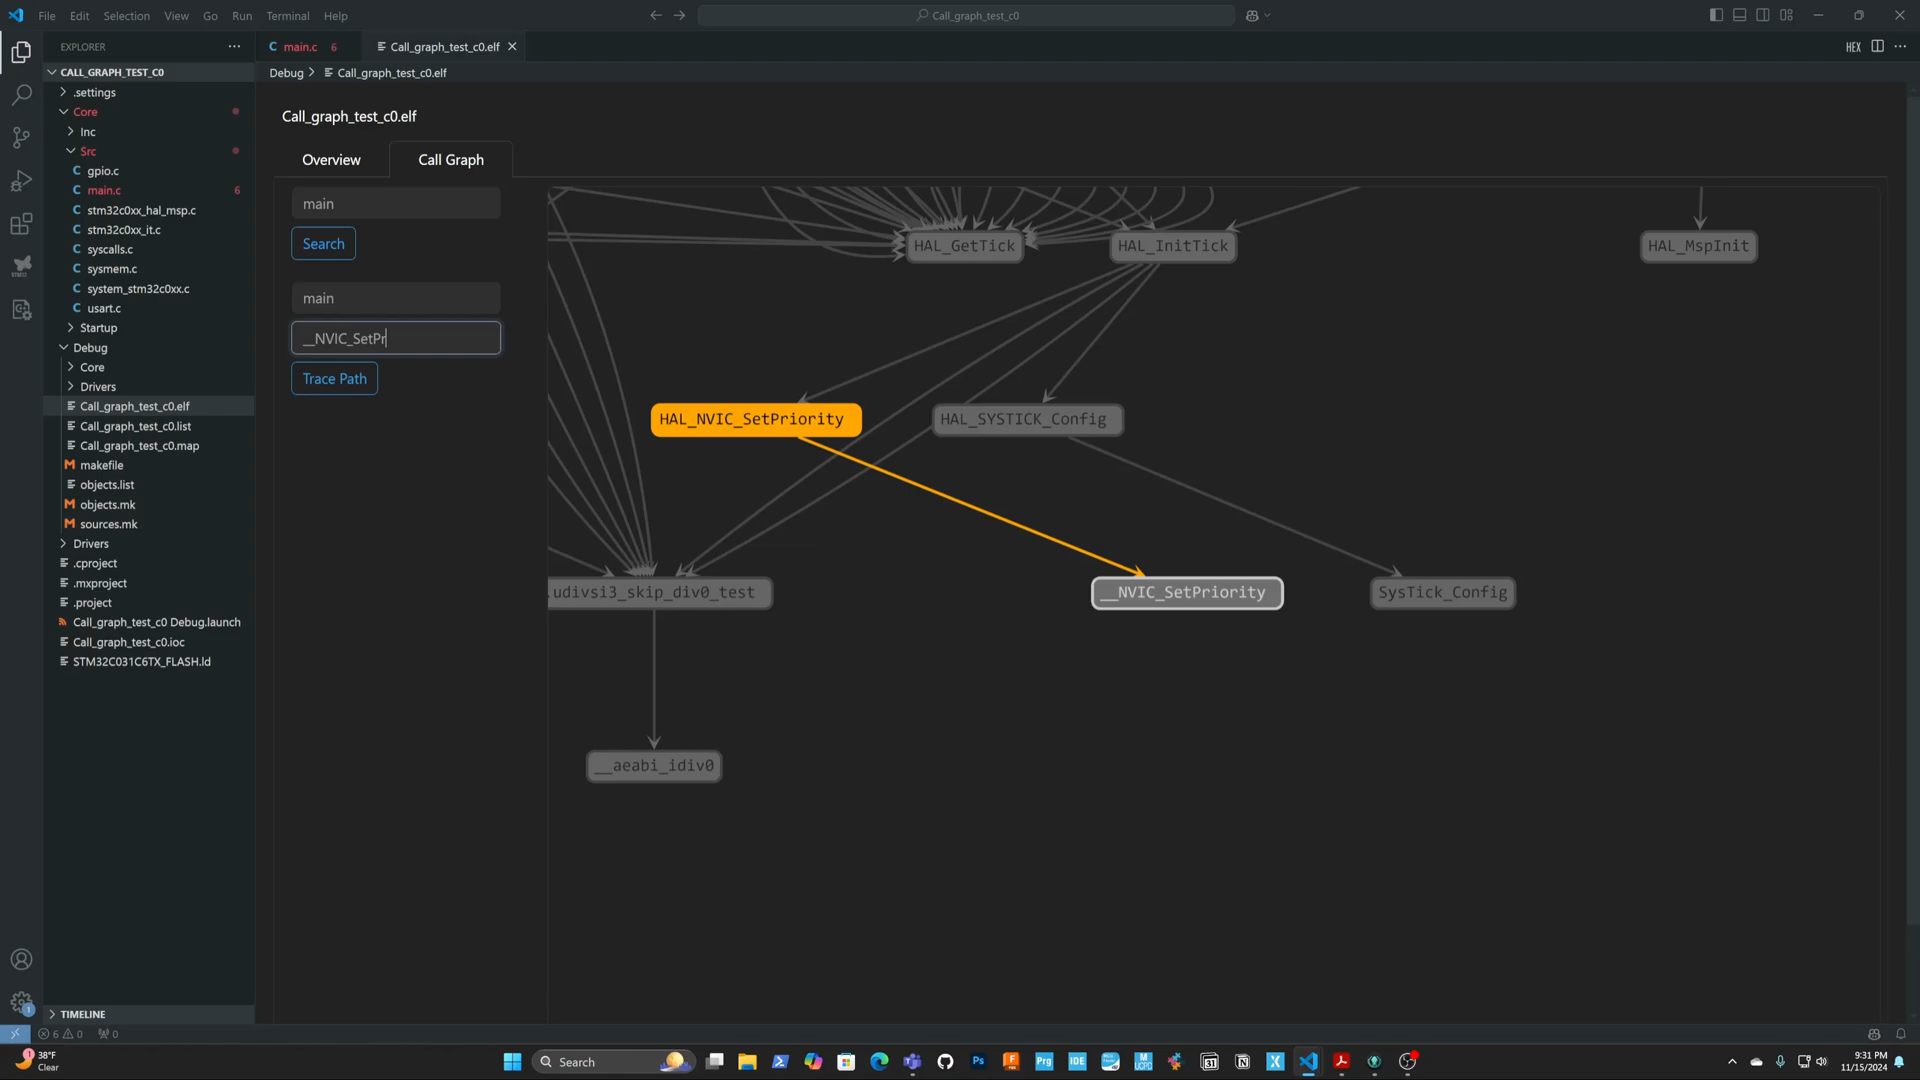 File Edit Selection View Go Run Terminal Help
Call_graph_test_c0
EXPLORER
main.c 6
Call_graph_test_c0.elf
HEX
CALL_GRAPH_TEST_C0
Debug > Call_graph_test_c0.elf
.settings
Core
Inc
Src
gpio.c
main.c 6
stm32c0xx_hal_msp.c
stm32c0xx_it.c
syscalls.c
sysmem.c
system_stm32c0xx.c
usart.c
Startup
Debug
Core
Drivers
Call_graph_test_c0.elf
Call_graph_test_c0.list
Call_graph_test_c0.map
makefile
objects.list
objects.mk
sources.mk
Drivers
.cproject
.mxproject
.project
Call_graph_test_c0 Debug.launch
Call_graph_test_c0.ioc
STM32C031C6TX_FLASH.ld
TIMELINE
Call_graph_test_c0.elf
Overview
Call Graph
main
Search
main
__NVIC_SetPr
Trace Path
HAL_GetTick
HAL_InitTick
HAL_MspInit
HAL_NVIC_SetPriority
HAL_SYSTICK_Config
.udivsi3_skip_div0_test
__NVIC_SetPriority
SysTick_Config
__aeabi_idiv0
6 0 0
38°F
Clear
Search
9:31 PM
11/15/2024